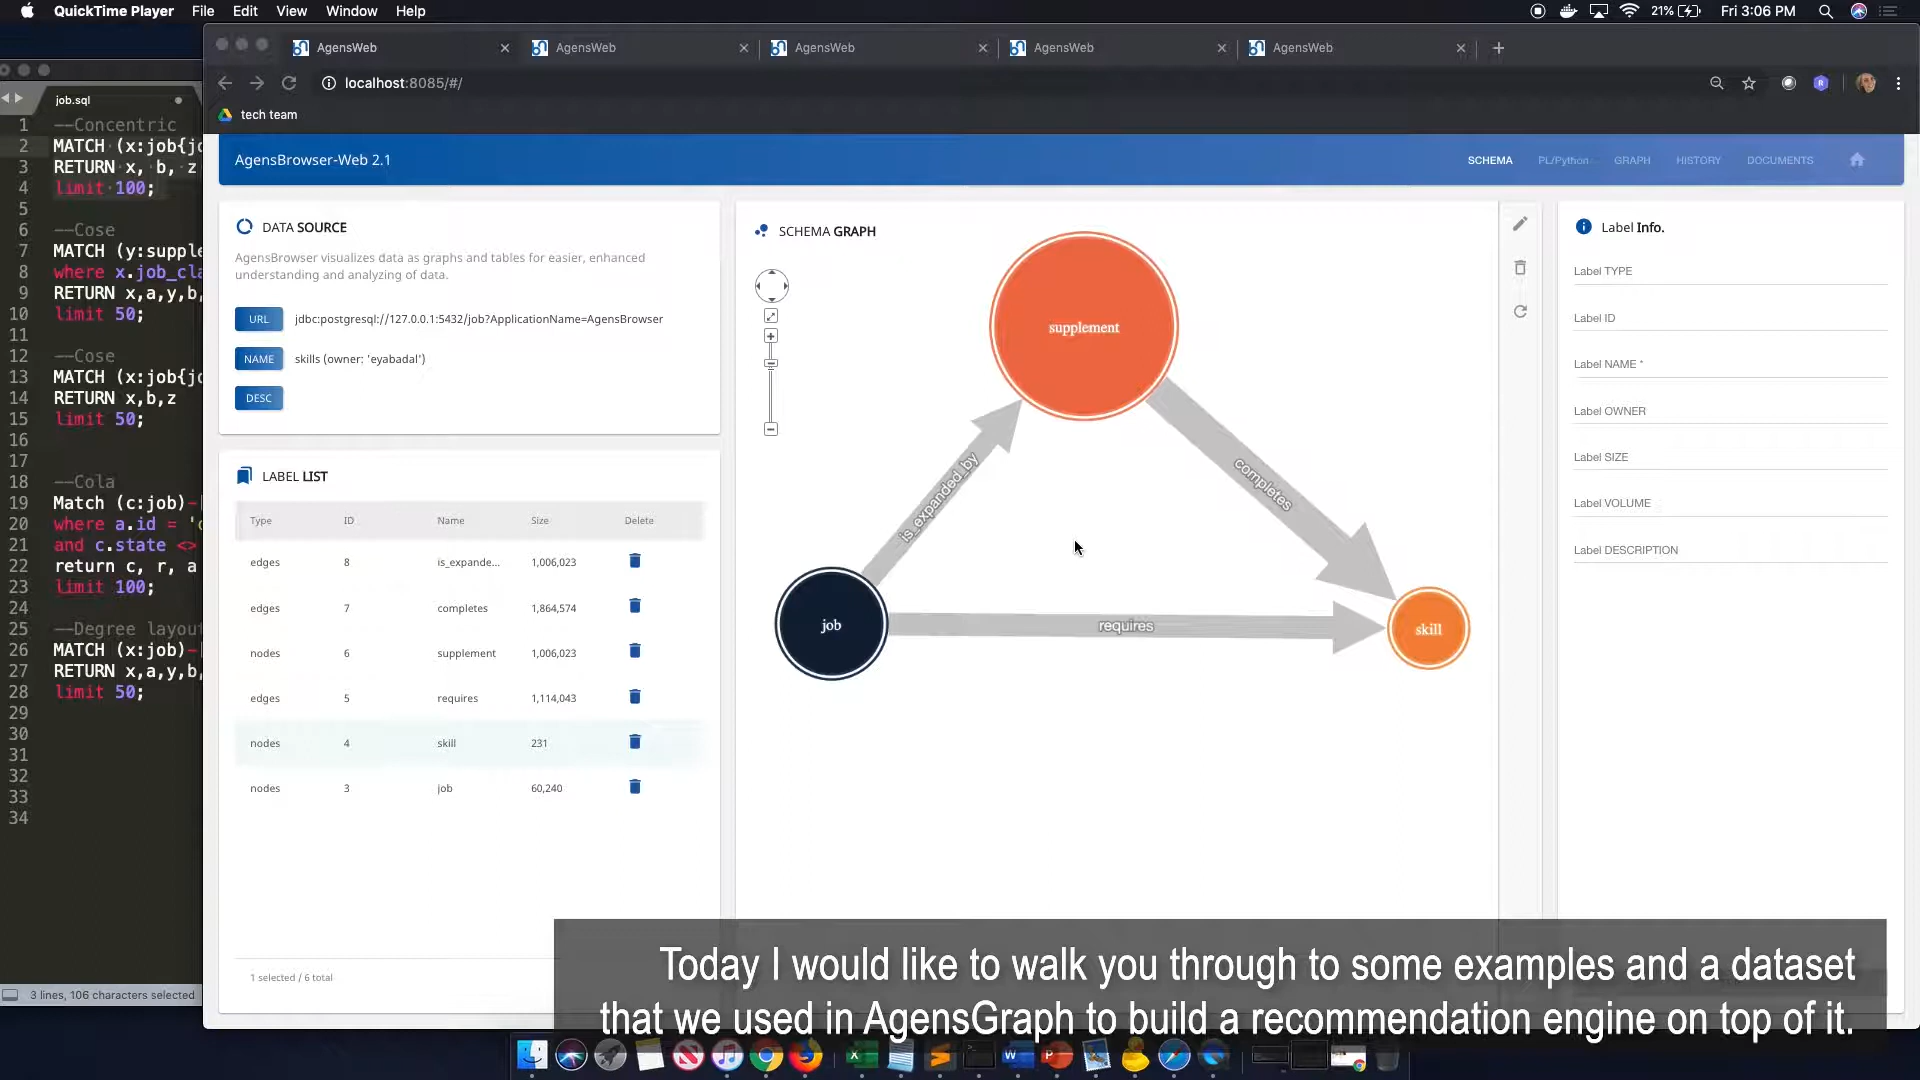 QuickTime Player File Edit View Window Help
21% Fri 3:06 PM
AgensWeb AgensWeb AgensWeb AgensWeb AgensWeb
localhost:8085/#/
tech team
job.sql
1 --Concentric
2 MATCH (x:job{jo
3 RETURN x, b, z
4 limit 100;
5
6 --Cose
7 MATCH (y:supple
8 where x.job_cla
9 RETURN x,a,y,b,
10 limit 50;
11
12 --Cose
13 MATCH (x:job{jo
14 RETURN x,b,z
15 limit 50;
16
17
18 --Cola
19 Match (c:job)-
20 where a.id = '
21 and c.state <>
22 return c, r, a
23 limit 100;
24
25 --Degree layout
26 MATCH (x:job)-
27 RETURN x,a,y,b,
28 limit 50;
29
30
31
32
33
34
3 lines, 106 characters selected
AgensBrowser-Web 2.1
SCHEMA PL/Python GRAPH HISTORY DOCUMENTS
DATA SOURCE
AgensBrowser visualizes data as graphs and tables for easier, enhanced
understanding and analyzing of data.
URL jdbc:postgresql://127.0.0.1:5432/job?ApplicationName=AgensBrowser
NAME skills (owner: 'eyabadal')
DESC
LABEL LIST
Type ID Name Size Delete
edges 8 is_expande... 1,006,023
edges 7 completes 1,864,574
nodes 6 supplement 1,006,023
edges 5 requires 1,114,043
nodes 4 skill 231
nodes 3 job 60,240
1 selected / 6 total
SCHEMA GRAPH
supplement
is_expanded_by
completes
job
requires
skill
Label Info.
Label TYPE
Label ID
Label NAME *
Label OWNER
Label SIZE
Label VOLUME
Label DESCRIPTION
Today I would like to walk you through to some examples and a dataset
that we used in AgensGraph to build a recommendation engine on top of it.